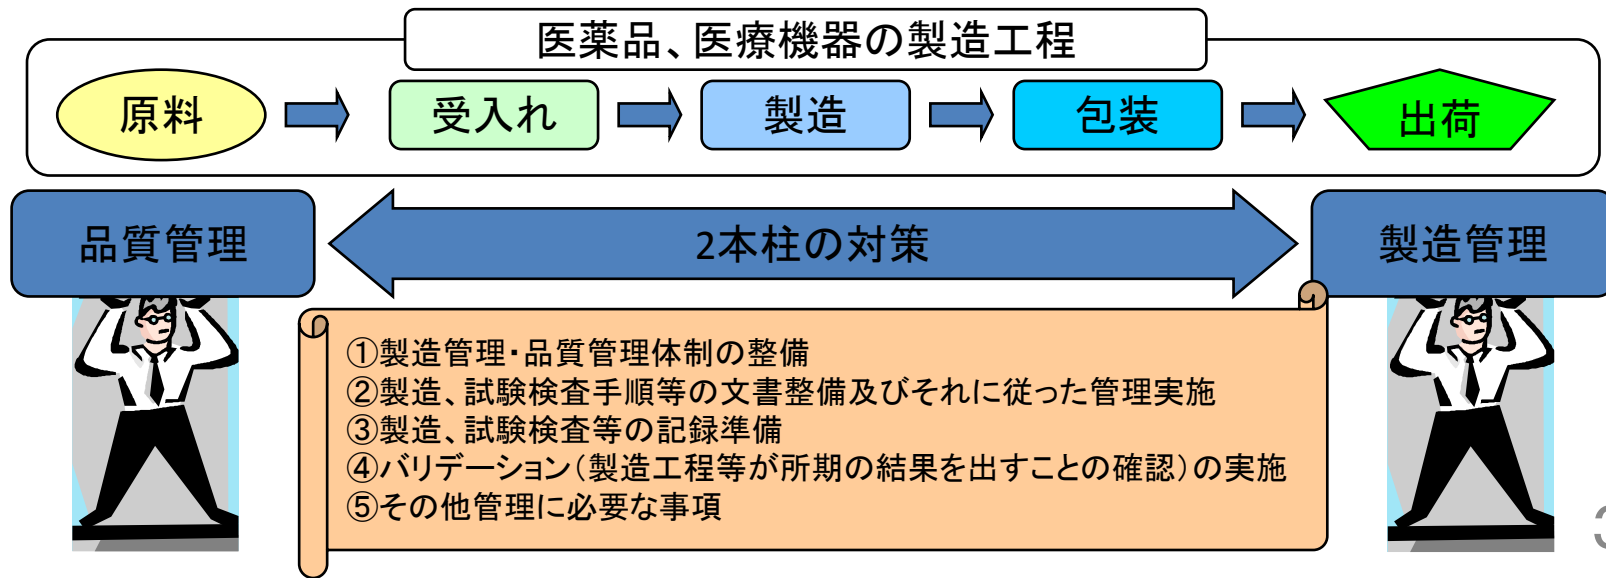 医薬品、医療機器の製造工程
原料
受入れ
製造
包装
出荷
品質管理
2本柱の対策
製造管理
①製造管理・品質管理体制の整備
②製造、試験検査手順等の文書整備及びそれに従った管理実施
③製造、試験検査等の記録準備
④バリデーション（製造工程等が所期の結果を出すことの確認）の実施
⑤その他管理に必要な事項